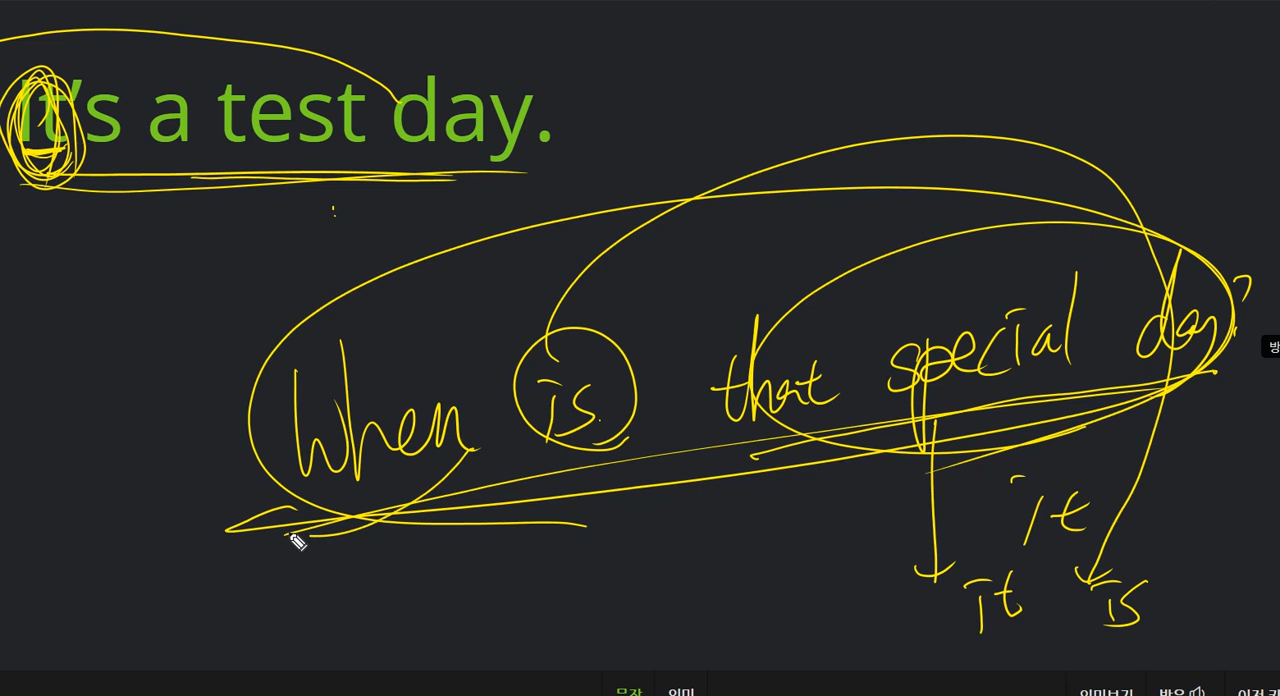 It's a test day.
When is that special day?
it
it is